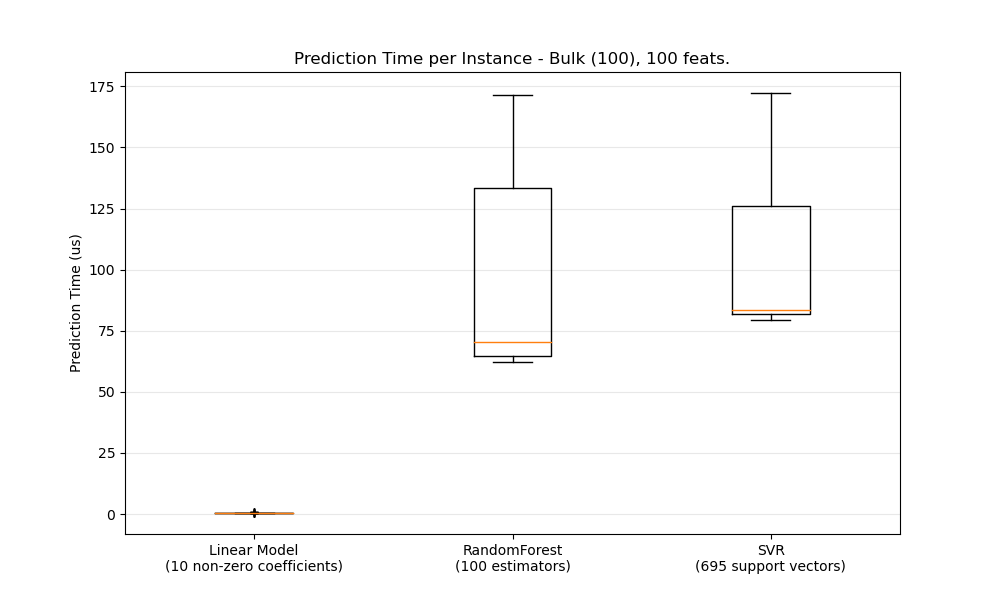 Prediction Time per Instance - Bulk (100), 100 feats.
Prediction Time (us)
175
150
125
100
75
50
25
0
Linear Model
(10 non-zero coefficients)
RandomForest
(100 estimators)
SVR
(695 support vectors)